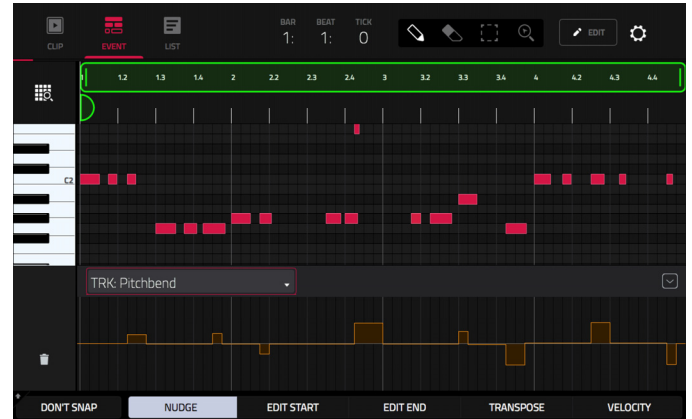 BAR BEAT TICK
1: 1: 0
EDIT
CLIP EVENT LIST
1 1.2 1.3 1.4 2 2.2 2.3 2.4 3 3.2 3.3 3.4 4 4.2 4.3 4.4
C2
TRK: Pitchbend
DON'T SNAP NUDGE EDIT START EDIT END TRANSPOSE VELOCITY